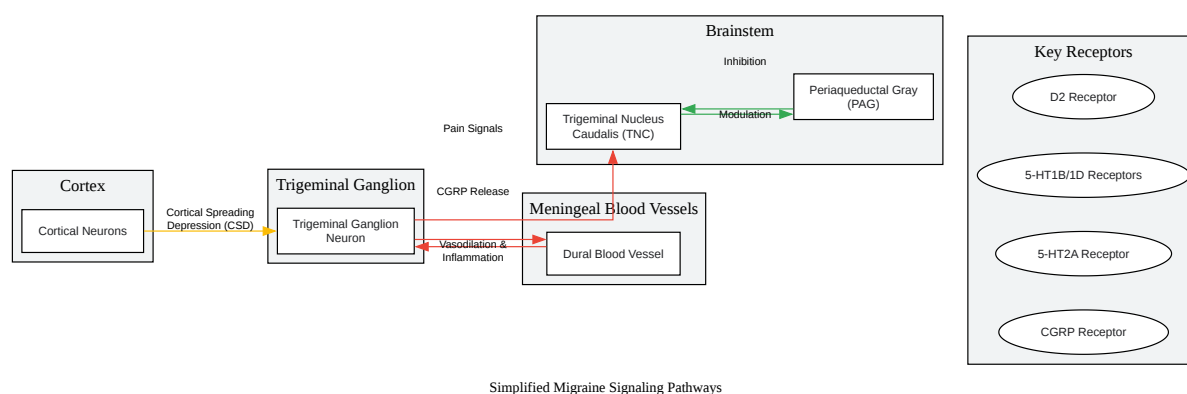 Brainstem
Inhibition
Periaqueductal Gray
(PAG)
Trigeminal Nucleus
Caudalis (TNC)
Modulation
Pain Signals
Cortex
Cortical Neurons
Cortical Spreading
Depression (CSD)
Trigeminal Ganglion
Trigeminal Ganglion
Neuron
CGRP Release
Meningeal Blood Vessels
Vasodilation &
Inflammation
Dural Blood Vessel
Key Receptors
D2 Receptor
5-HT1B/1D Receptors
5-HT2A Receptor
CGRP Receptor
Simplified Migraine Signaling Pathways